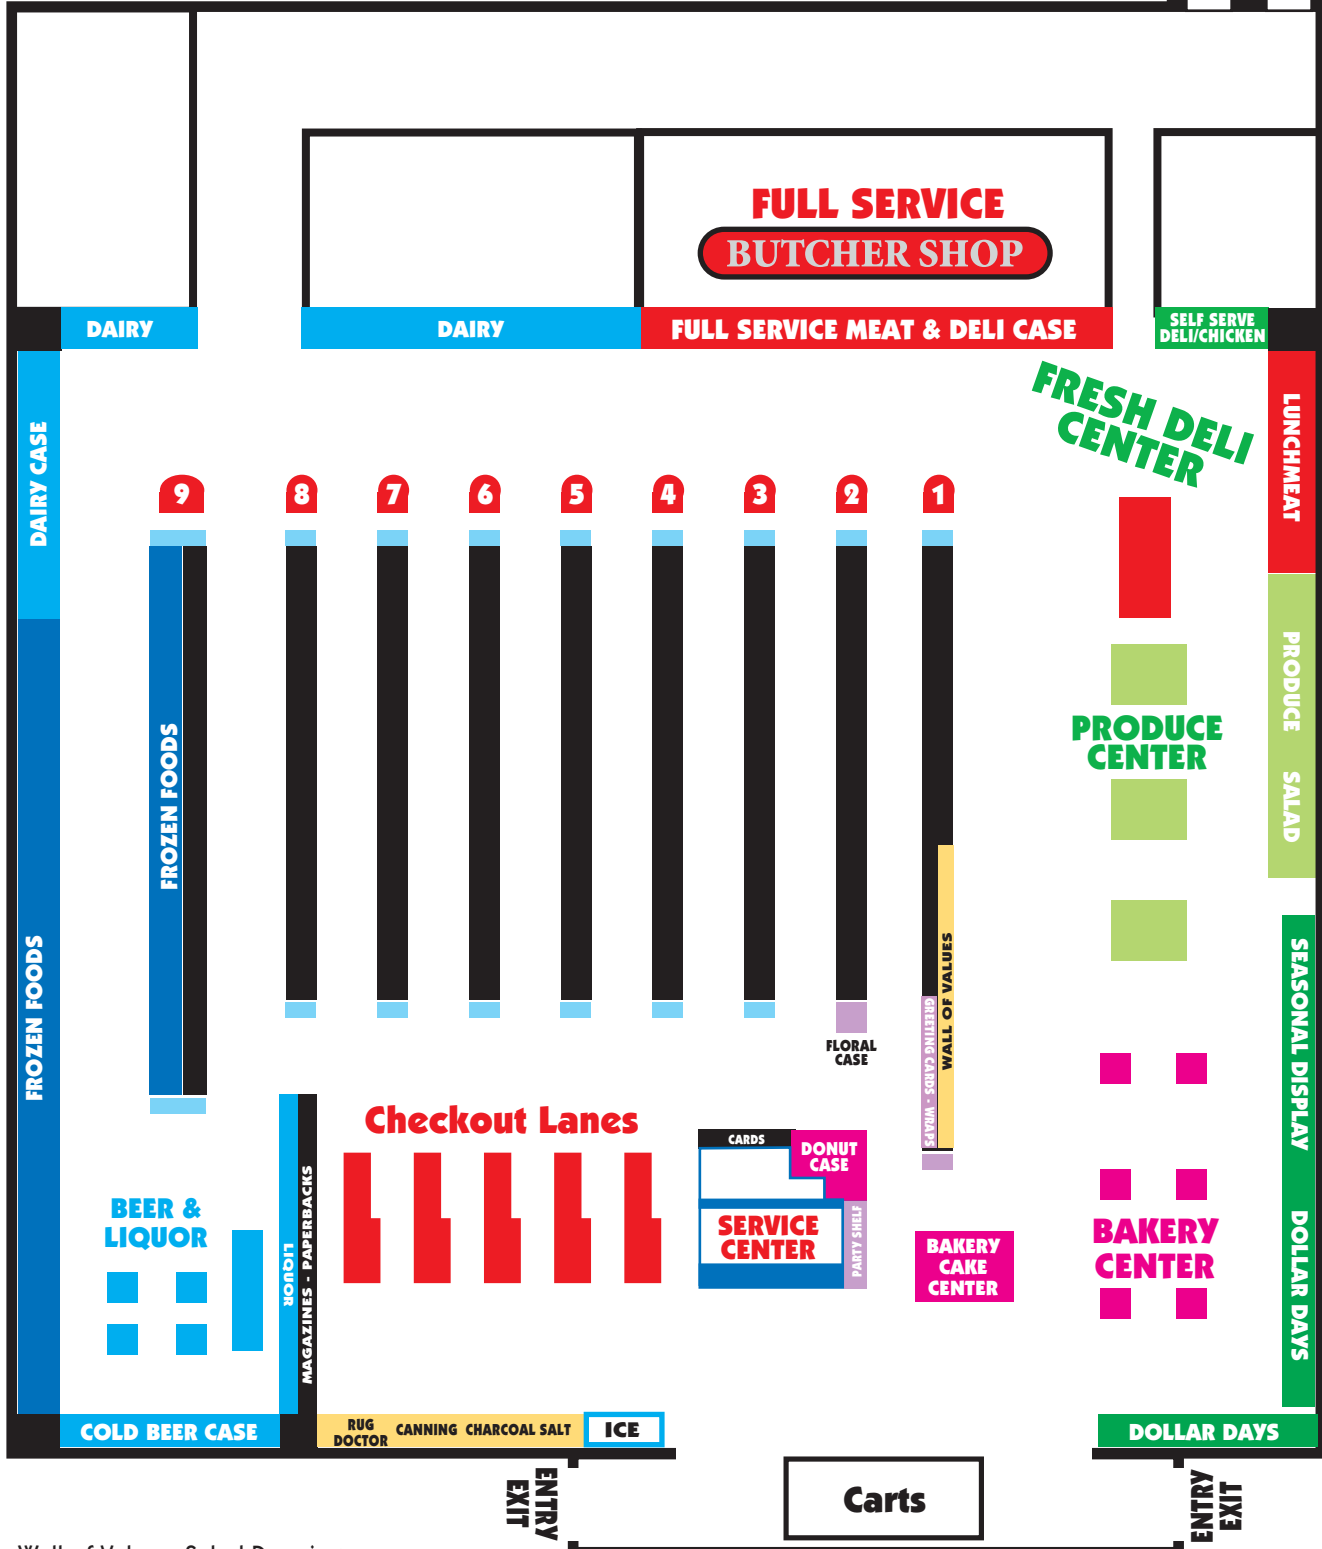 FULL SERVICE
BUTCHER SHOP
DAIRY
DAIRY
FULL SERVICE MEAT & DELI CASE
SELF SERVE
DELI/CHICKEN
FRESH DELI
CENTER
LUNCHMEAT
DAIRY CASE
9
8
7
6
5
4
3
2
1
PRODUCE
SALAD
PRODUCE
CENTER
FROZEN FOODS
FROZEN FOODS
WALL OF VALUES
GREETING CARDS - WRAPS
FLORAL
CASE
SEASONAL DISPLAY
DOLLAR DAYS
Checkout Lanes
CARDS
DONUT
CASE
SERVICE
CENTER
PARTY SHELF
BAKERY
CAKE
CENTER
BAKERY
CENTER
BEER &
LIQUOR
LIQUOR
MAGAZINES - PAPERBACKS
COLD BEER CASE
RUG
DOCTOR
CANNING
CHARCOAL
SALT
ICE
DOLLAR DAYS
ENTRY
EXIT
Carts
ENTRY
EXIT